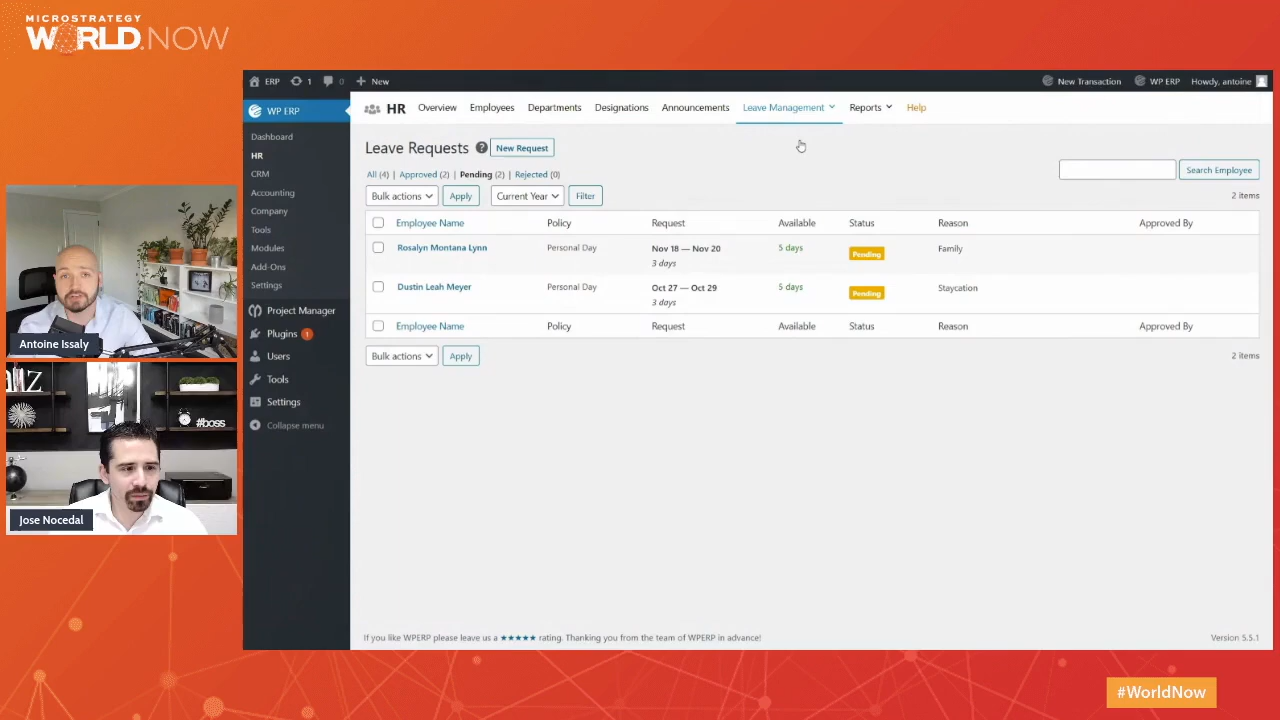 MICROSTRATEGY
WORLD.NOW
ERP 1 0 New
New Transaction WP ERP Howdy, antoine
WP ERP
Dashboard
HR
CRM
Accounting
Company
Tools
Modules
Add-Ons
Settings
Project Manager
Plugins 1
Users
Tools
Settings
Collapse menu
HR Overview Employees Departments Designations Announcements Leave Management Reports Help
Leave Requests ? New Request
All (4) | Approved (2) | Pending (2) | Rejected (0)
Search Employee
Bulk actions Apply Current Year Filter
2 items
Employee Name Policy Request Available Status Reason Approved By
Rosalyn Montana Lynn Personal Day Nov 18 — Nov 20 5 days Pending Family
3 days
Dustin Leah Meyer Personal Day Oct 27 — Oct 29 5 days Pending Staycation
3 days
Employee Name Policy Request Available Status Reason Approved By
Bulk actions Apply
2 items
If you like WPERP please leave us a ★★★★★ rating. Thanking you from the team of WPERP in advance!
Version 5.5.1
Antoine Issaly
#boss
Jose Nocedal
#WorldNow